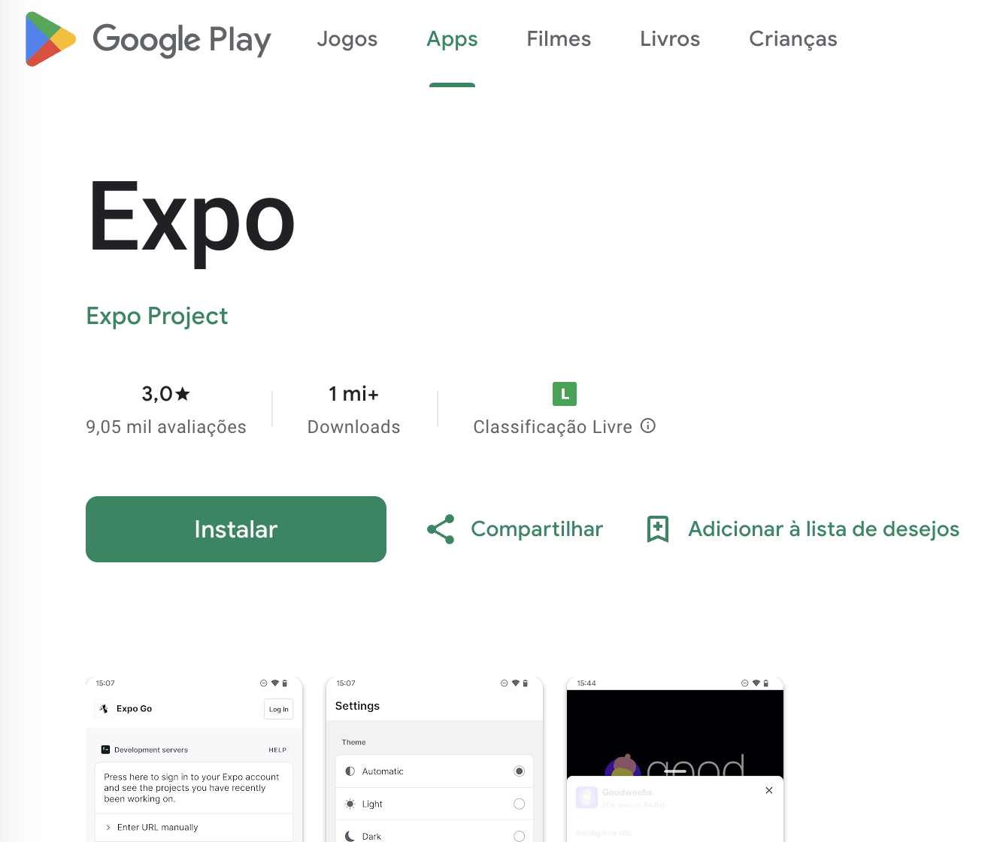 Google Play Jogos Apps Filmes Livros Crianças
Expo
Expo Project
3,0★ 1 mi+ L
9,05 mil avaliações Downloads Classificação Livre
Instalar Compartilhar Adicionar à lista de desejos
15:07
Expo Go Log In
Development servers HELP
Press here to sign in to your Expo account
and see the projects you have recently
been working on.
Enter URL manually
15:07
Settings
Theme
Automatic
Light
Dark
15:44
good
Goodweebs
SDK version: 44.0.0
Running from URL